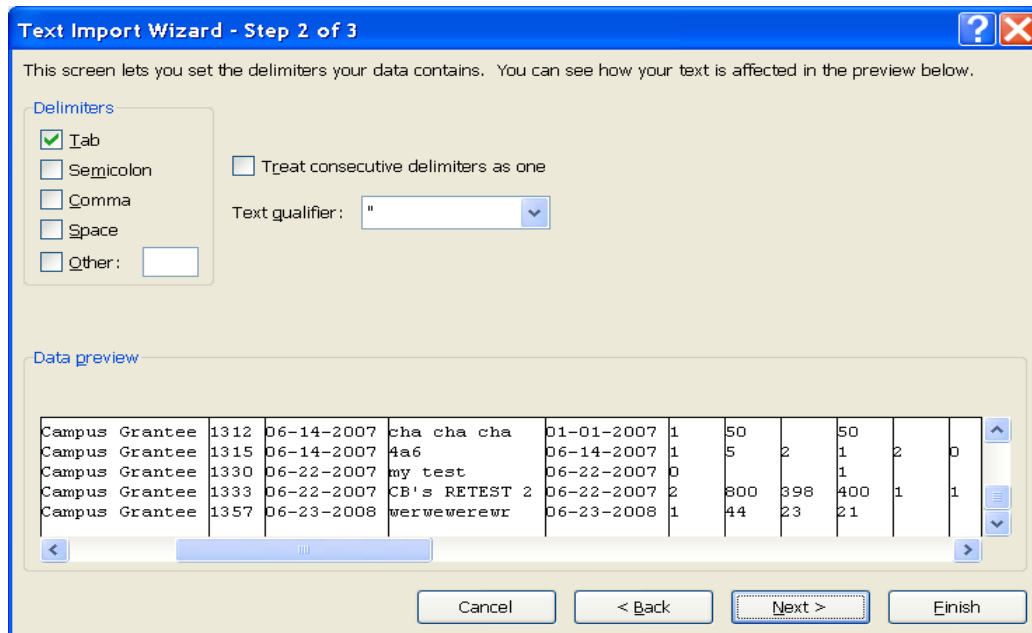 Text Import Wizard - Step 2 of 3
This screen lets you set the delimiters your data contains.  You can see how your text is affected in the preview below.
Delimiters
Tab
Semicolon
Treat consecutive delimiters as one
Comma
Text qualifier: "
Space
Other:
Data preview
Campus Grantee 1312 06-14-2007 cha cha cha 01-01-2007 1 50 50
Campus Grantee 1315 06-14-2007 4a6 06-14-2007 1 5 2 1 2 0
Campus Grantee 1330 06-22-2007 my test 06-22-2007 0 1
Campus Grantee 1333 06-22-2007 CB's RETEST 2 06-22-2007 2 800 398 400 1 1
Campus Grantee 1357 06-23-2008 werwewerewr 06-23-2008 1 44 23 21
Cancel < Back Next > Finish